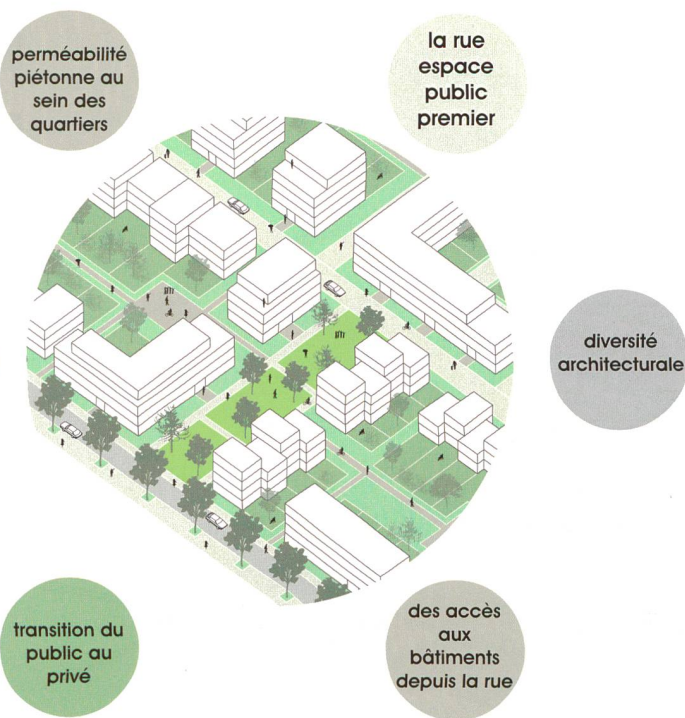 perméabilité
piétonne au
sein des
quartiers
la rue
espace
public
premier
diversité
architecturale
transition du
public au
privé
des accès
aux
bâtiments
depuis la rue